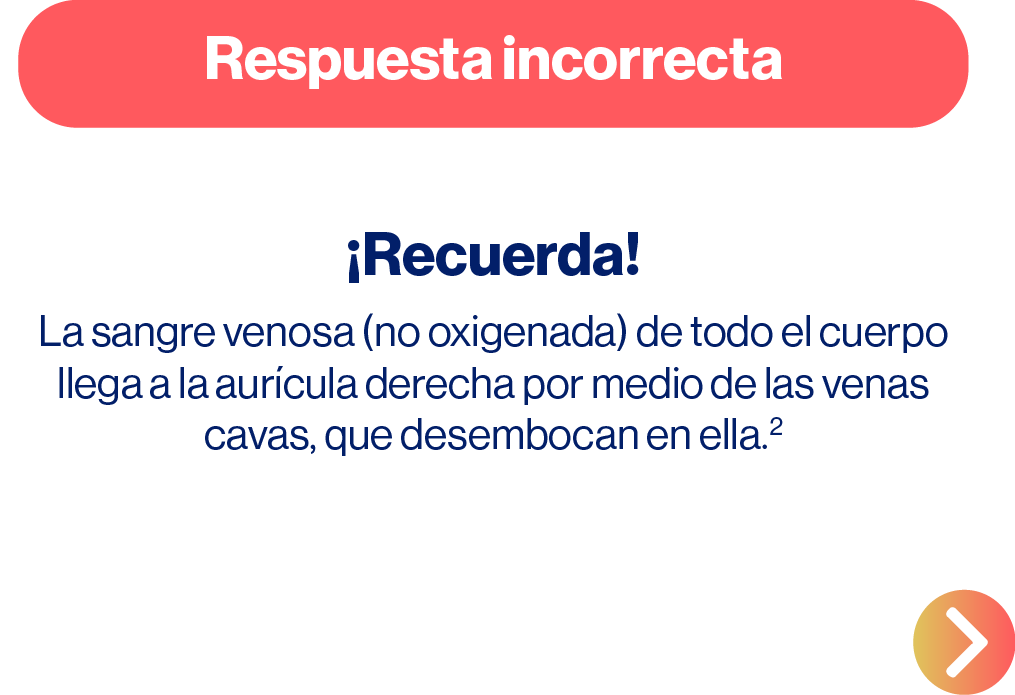 Respuesta incorrecta
¡Recuerda!
La sangre venosa (no oxigenada) de todo el cuerpo
llega a la aurícula derecha por medio de las venas
cavas, que desembocan en ella.²